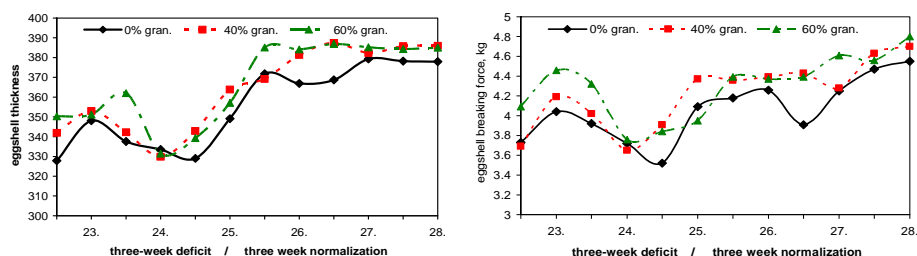 400
390
380
370
360
350
340
330
320
310
300
eggshell thickness
0% gran. 40% gran. 60% gran.
23. 24. 25. 26. 27. 28.
three-week deficit / three week normalization
5
4.8
4.6
4.4
4.2
4
3.8
3.6
3.4
3.2
3
eggshell breaking force, kg
0% gran. 40% gran. 60% gran.
23. 24. 25. 26. 27. 28.
three-week deficit / three week normalization